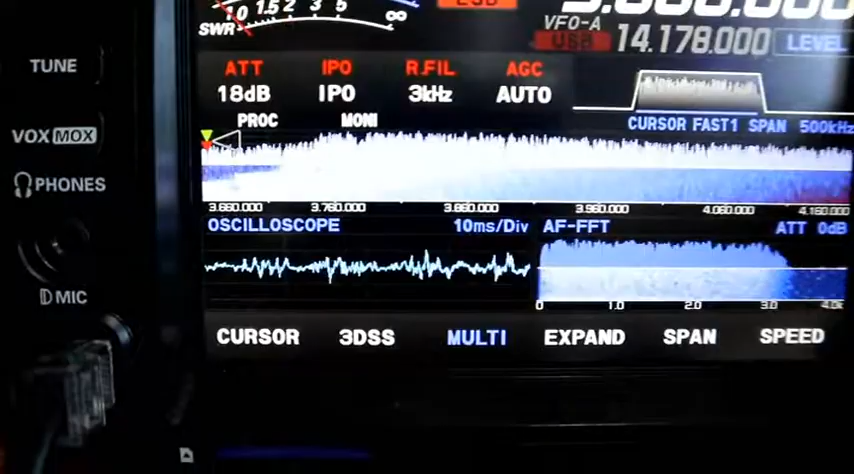 1.0 1.5 2 3 5 ∞
SWR
VFO-A
USB 14.178.000 LEVEL
TUNE
ATT IPO R.FIL AGC
18dB IPO 3kHz AUTO
PROC MONI
CURSOR FAST1 SPAN 500kHz
VOX MOX
PHONES
3.660.000 3.760.000 3.860.000 3.960.000 4.060.000 4.160.000
OSCILLOSCOPE 10ms/Div AF-FFT ATT 0dB
MIC
0 1.0 2.0 3.0 4.0k
CURSOR 3DSS MULTI EXPAND SPAN SPEED